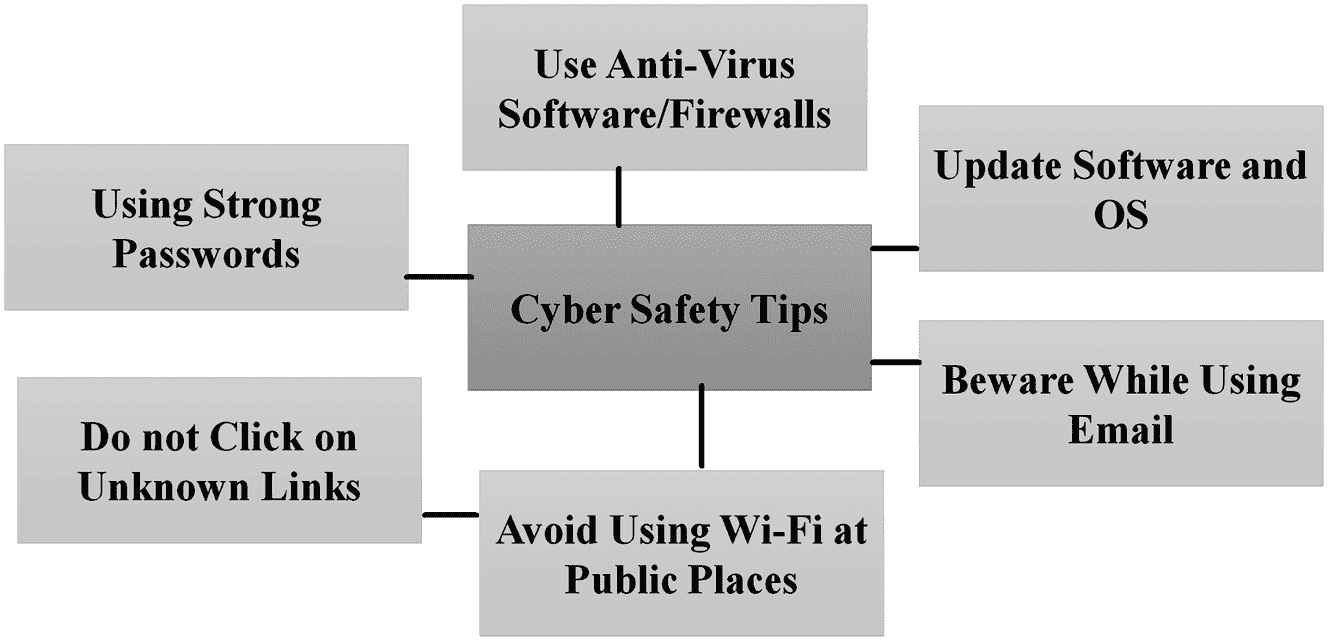 Use Anti-Virus
Software/Firewalls
Update Software and
OS
Using Strong
Passwords
Cyber Safety Tips
Beware While Using
Email
Do not Click on
Unknown Links
Avoid Using Wi-Fi at
Public Places